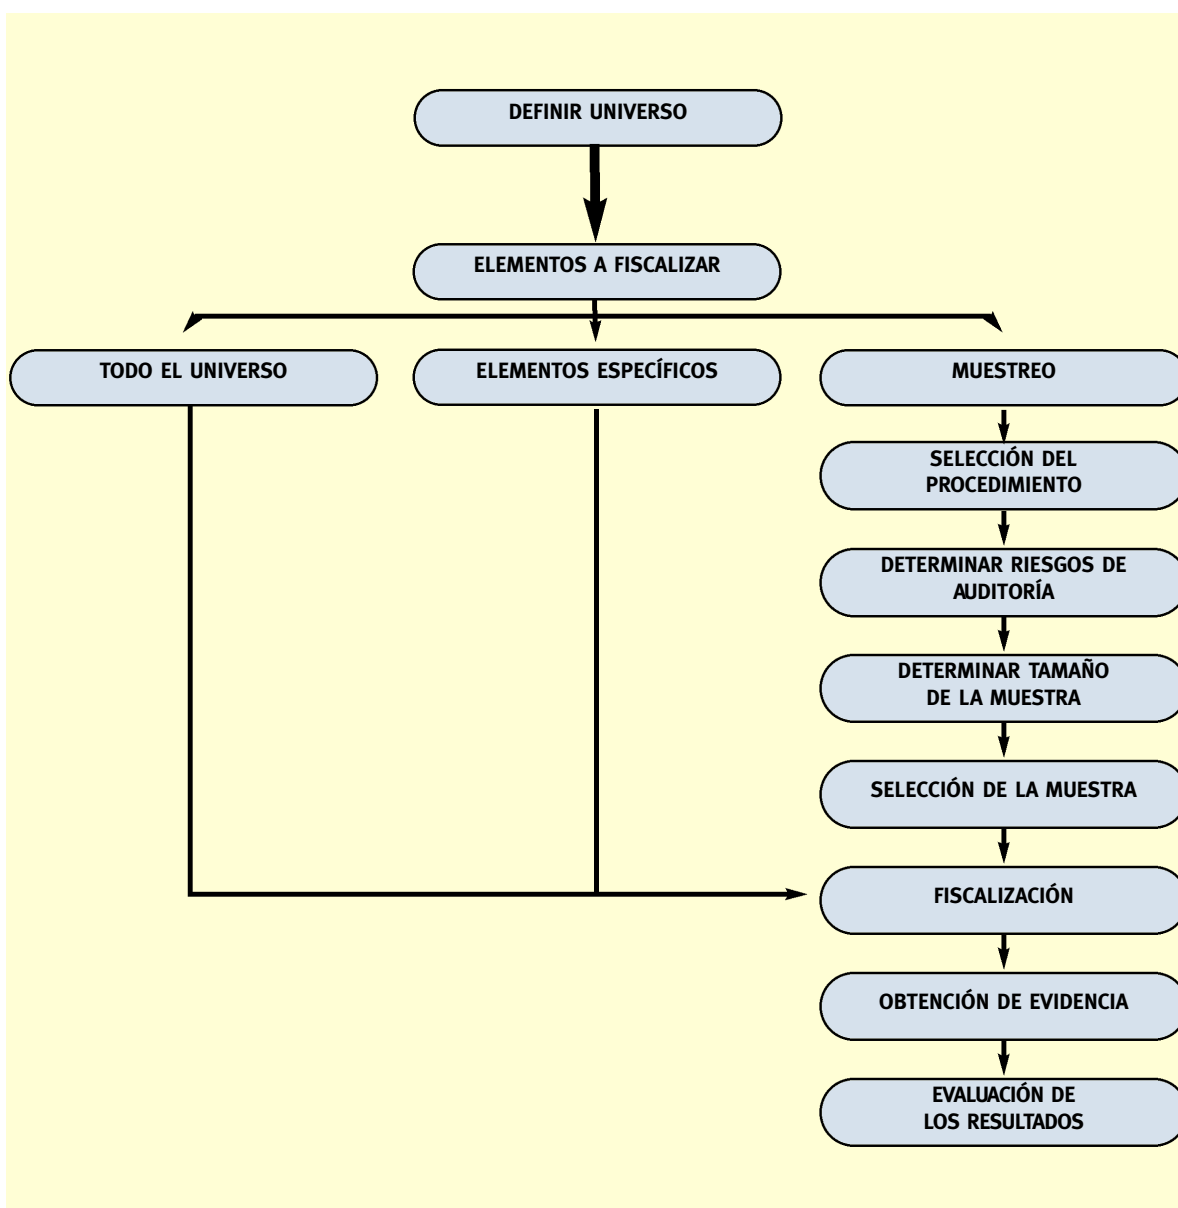 DEFINIR UNIVERSO
ELEMENTOS A FISCALIZAR
TODO EL UNIVERSO
ELEMENTOS ESPECÍFICOS
MUESTREO
SELECCIÓN DEL
PROCEDIMIENTO
DETERMINAR RIESGOS DE
AUDITORÍA
DETERMINAR TAMAÑO
DE LA MUESTRA
SELECCIÓN DE LA MUESTRA
FISCALIZACIÓN
OBTENCIÓN DE EVIDENCIA
EVALUACIÓN DE
LOS RESULTADOS